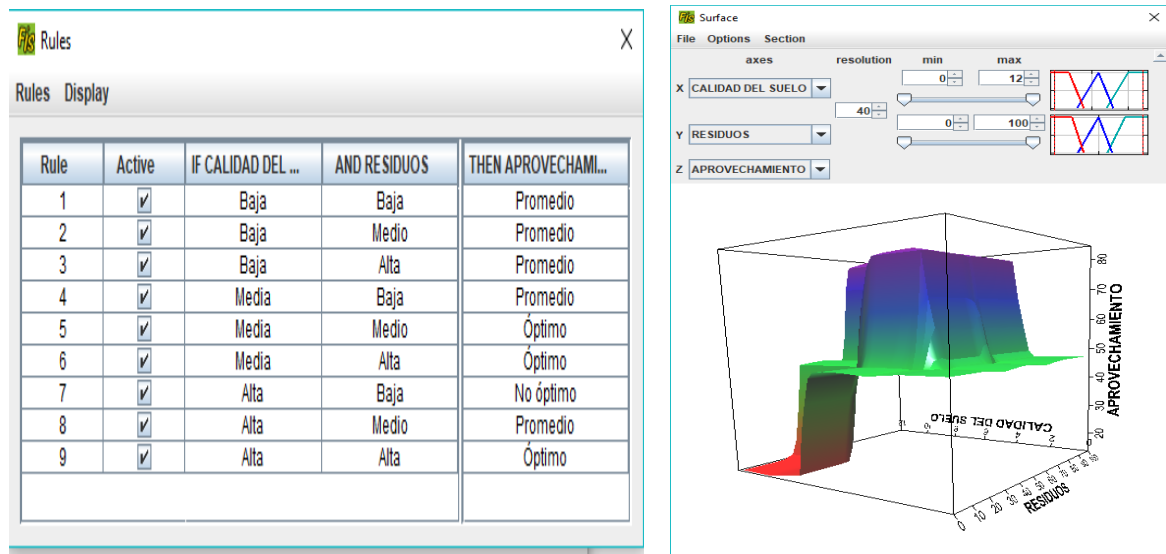 Rules
Rules Display
Rule Active IF CALIDAD DEL ... AND RESIDUOS THEN APROVECHAMI...
1 Baja Baja Promedio
2 Baja Medio Promedio
3 Baja Alta Promedio
4 Media Baja Promedio
5 Media Medio Óptimo
6 Media Alta Óptimo
7 Alta Baja No óptimo
8 Alta Medio Promedio
9 Alta Alta Óptimo
Surface
File Options Section
axes resolution min max
X CALIDAD DEL SUELO 0 12
40
Y RESIDUOS 0 100
Z APROVECHAMIENTO
80
70
60
50
40
30
20
APROVECHAMIENTO
CALIDAD DEL SUELO
0 10 20 30 40 50 60 70 80
RESIDUOS